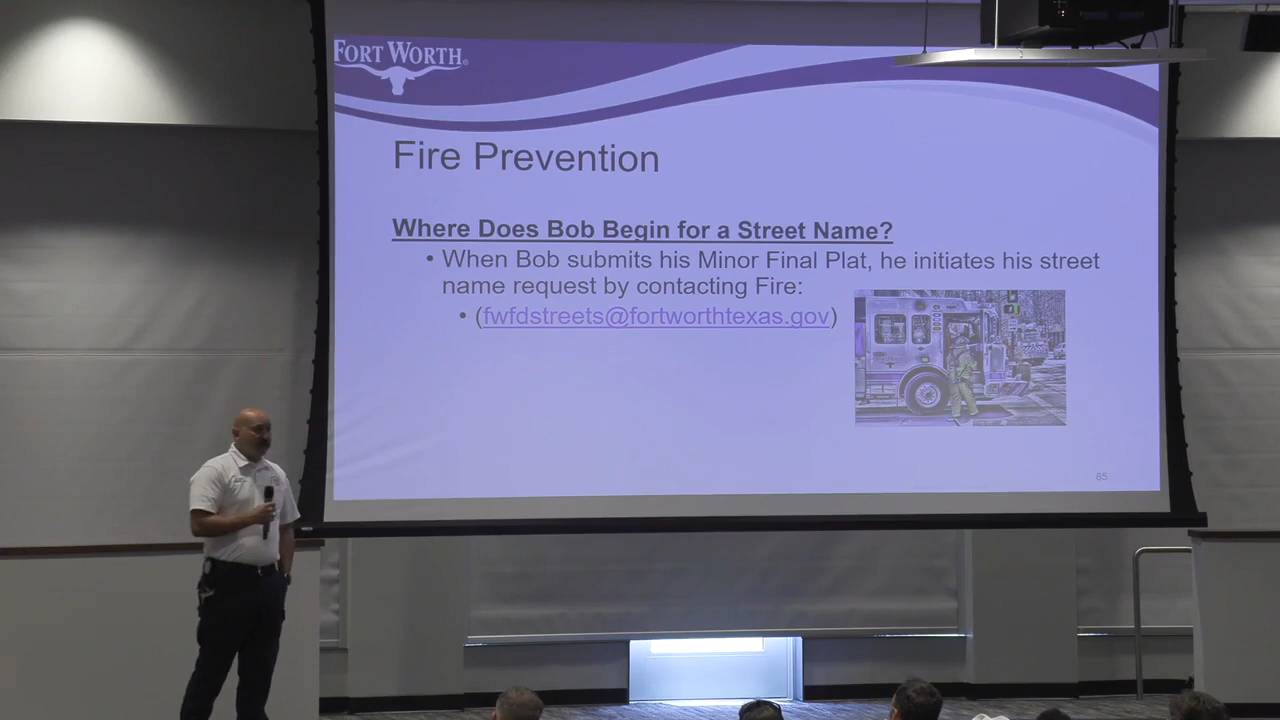 FORT WORTH®
Fire Prevention
Where Does Bob Begin for a Street Name?
• When Bob submits his Minor Final Plat, he initiates his street
name request by contacting Fire:
• (fwfdstreets@fortworthtexas.gov)
65